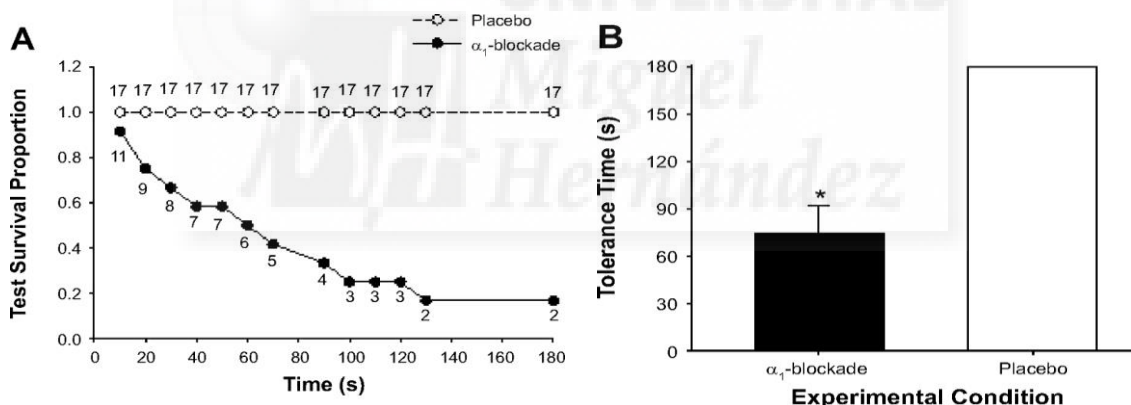 UNIVERSITAS
Miguel
Hernández
A
Placebo
α1-blockade
Test Survival Proportion
1.2
1.0
0.8
0.6
0.4
0.2
0.0
17 17 17 17 17 17 17 17 17 17 17 17 17
11
9
8
7
7
6
5
4
3
3
3
2
2
0 20 40 60 80 100 120 140 160 180
Time (s)
B
Tolerance Time (s)
180
150
120
90
60
30
0
*
α1-blockade
Placebo
Experimental Condition